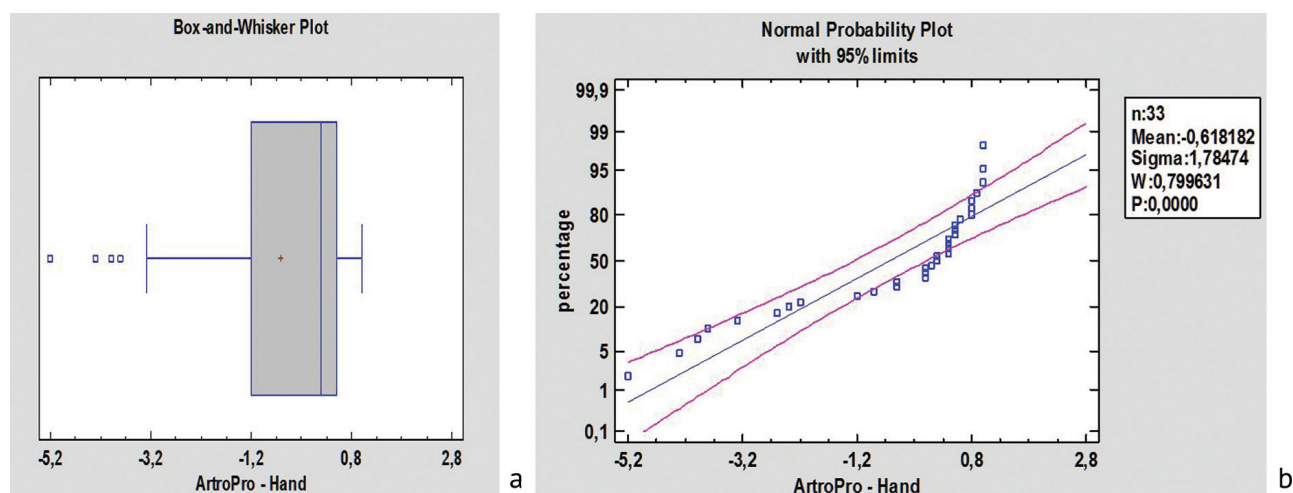 Box-and-Whisker Plot
-5,2 -3,2 -1,2 0,8 2,8
ArtroPro - Hand
a
Normal Probability Plot
with 95% limits
percentage
99,9
99
95
80
50
20
5
1
0,1
-5,2 -3,2 -1,2 0,8 2,8
ArtroPro - Hand
n:33
Mean:-0,618182
Sigma:1,78474
W:0,799631
P:0,0000
b